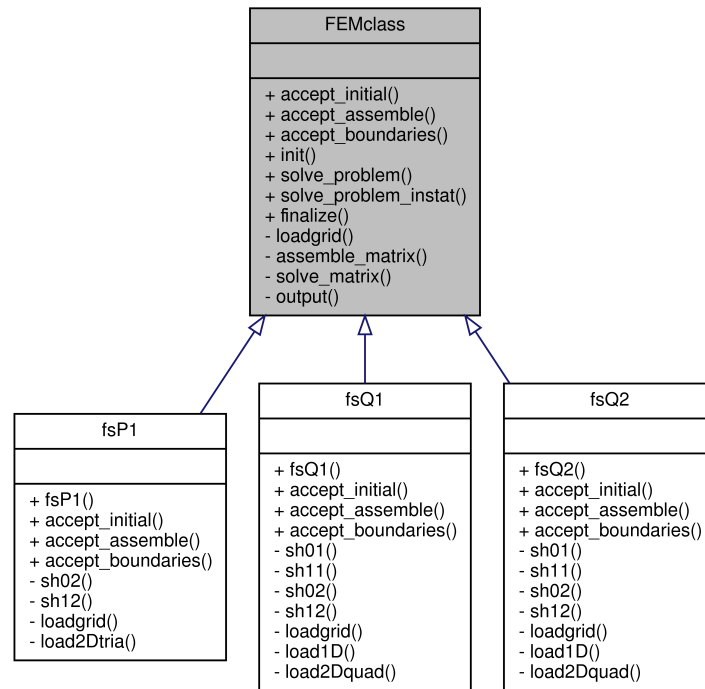 FEMclass
+ accept_initial()
+ accept_assemble()
+ accept_boundaries()
+ init()
+ solve_problem()
+ solve_problem_instat()
+ finalize()
- loadgrid()
- assemble_matrix()
- solve_matrix()
- output()
fsP1
+ fsP1()
+ accept_initial()
+ accept_assemble()
+ accept_boundaries()
- sh02()
- sh12()
- loadgrid()
- load2Dtria()
fsQ1
+ fsQ1()
+ accept_initial()
+ accept_assemble()
+ accept_boundaries()
- sh01()
- sh11()
- sh02()
- sh12()
- loadgrid()
- load1D()
- load2Dquad()
fsQ2
+ fsQ2()
+ accept_initial()
+ accept_assemble()
+ accept_boundaries()
- sh01()
- sh11()
- sh02()
- sh12()
- loadgrid()
- load1D()
- load2Dquad()